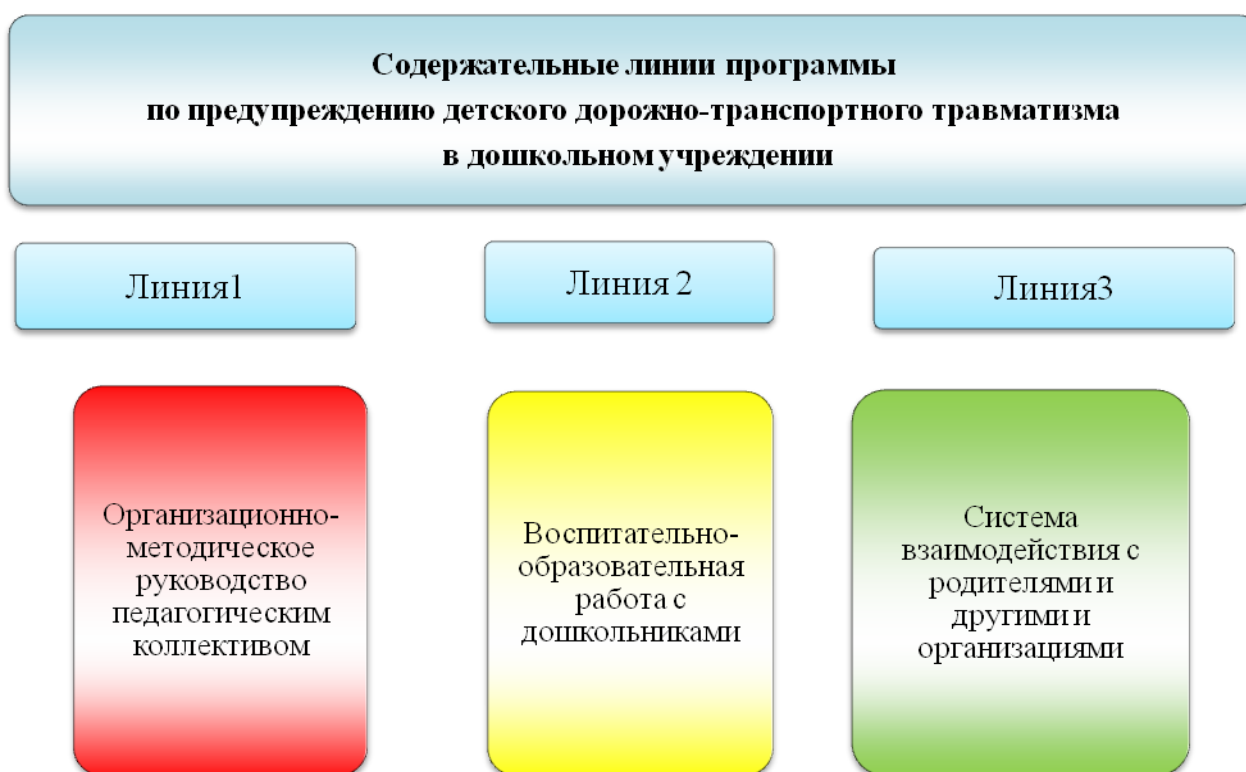 Содержательные линии программы
по предупреждению детского дорожно-транспортного травматизма
в дошкольном учреждении
Линия1
Линия 2
Линия3
Организационно-
методическое
руководство
педагогическим
коллективом
Воспитательно-
образовательная
работа с
дошкольниками
Система
взаимодействия с
родителями и
другими и
организациями